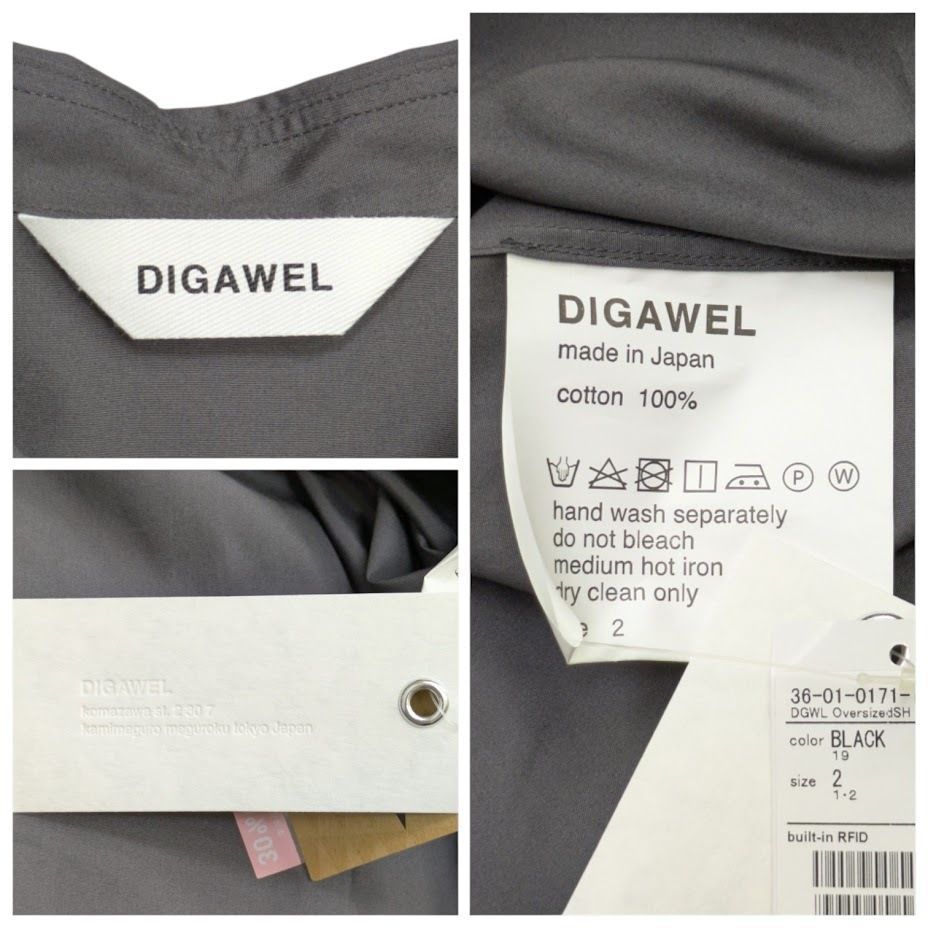 DIGAWEL
DIGAWEL
komazawa st. 2 30 7
kamimeguro meguroku tokyo Japan
30%
DIGAWEL
made in Japan
cotton 100%
P W
hand wash separately
do not bleach
medium hot iron
dry clean only
2
36-01-0171-
DGWL OversizedSH
color BLACK
19
size 2
1·2
built-in RFID